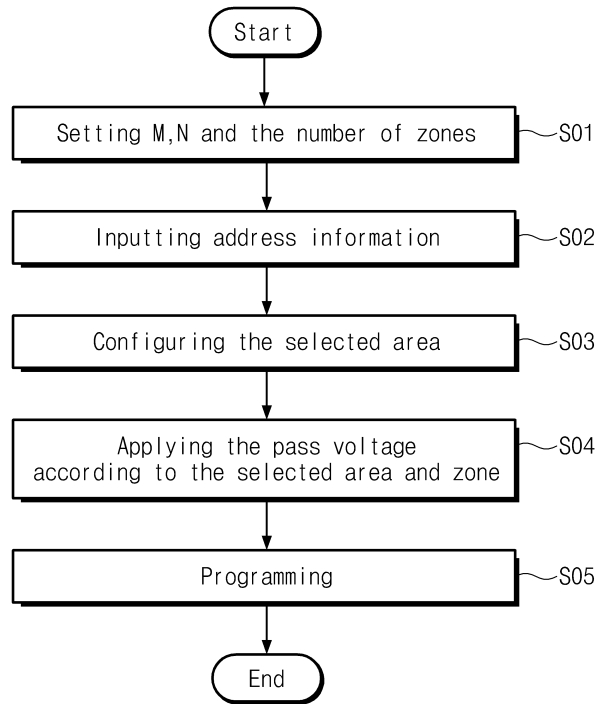 Start
Setting M,N and the number of zones
S01
Inputting address information
S02
Configuring the selected area
S03
Applying the pass voltage
according to the selected area and zone
S04
Programming
S05
End